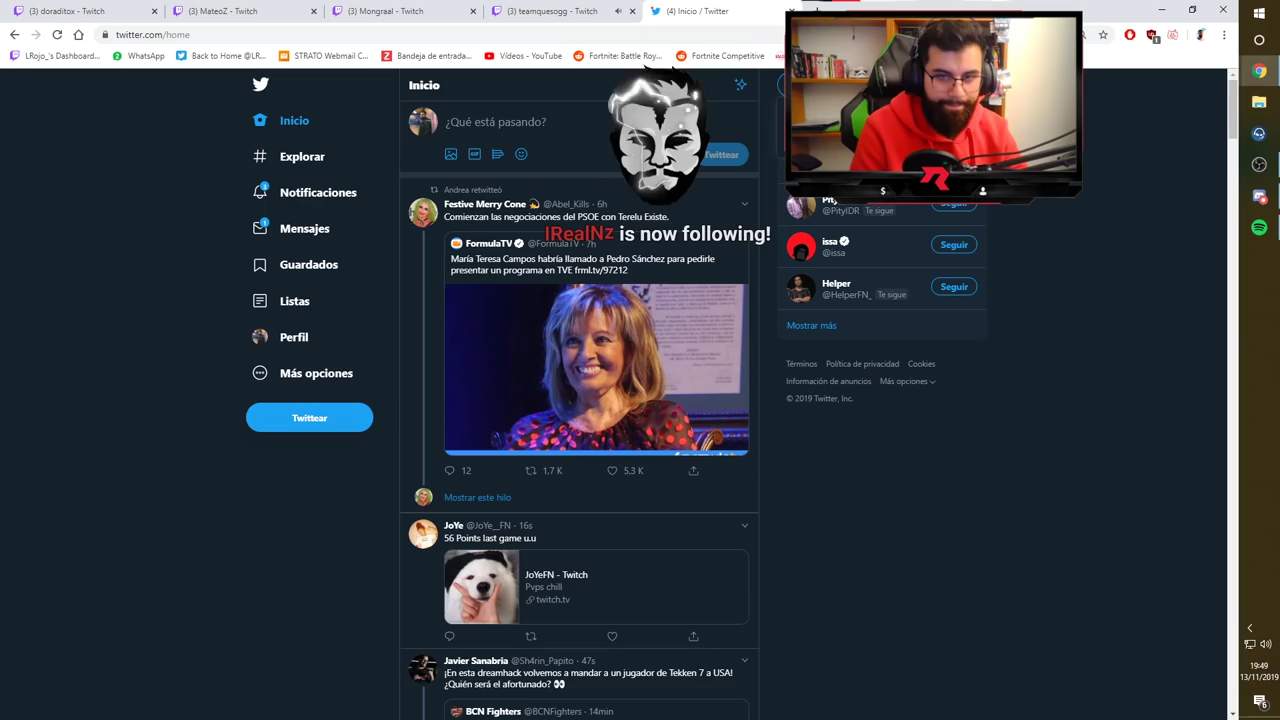 (3) doraditox - Twitch
(3) MarcZ - Twitch
(3) Mongraal - Twitch
(3) morgausse - Twitch
(4) Inicio / Twitter
twitter.com/home
LRojo_'s Dashboard...
WhatsApp
Back to Home @LR...
STRATO Webmail C...
Bandeja de entrada...
Vídeos - YouTube
Fortnite: Battle Roy...
Fortnite Competitive
1
Inicio
Explorar
3
Notificaciones
1
Mensajes
Guardados
Listas
Perfil
Más opciones
Twittear
Inicio
¿Qué está pasando?
Twittear
Andrea retwitteó
Festive Merry Cone @Abel_Kills · 6h
Comienzan las negociaciones del PSOE con Terelu Existe.
IRealNz is now following!
FormulaTV @FormulaTV · 7h
María Teresa Campos habría llamado a Pedro Sánchez para pedirle
presentar un programa en TVE frml.tv/97212
12
1,7 K
5,3 K
Mostrar este hilo
JoYe @JoYe__FN · 16s
56 Points last game u.u
JoYeFN - Twitch
Pvps chill
twitch.tv
Javier Sanabria @Sh4rin_Papito · 47s
¡En esta dreamhack volvemos a mandar a un jugador de Tekken 7 a USA!
¿Quién será el afortunado? 👀
BCN Fighters @BCNFighters · 14min
$
@PityIDR Te sigue
Seguir
issa
@issa
Seguir
Helper
@HelperFN_ Te sigue
Seguir
Mostrar más
Términos Política de privacidad Cookies
Información de anuncios Más opciones
© 2019 Twitter, Inc.
19:49
13/11/2019
6